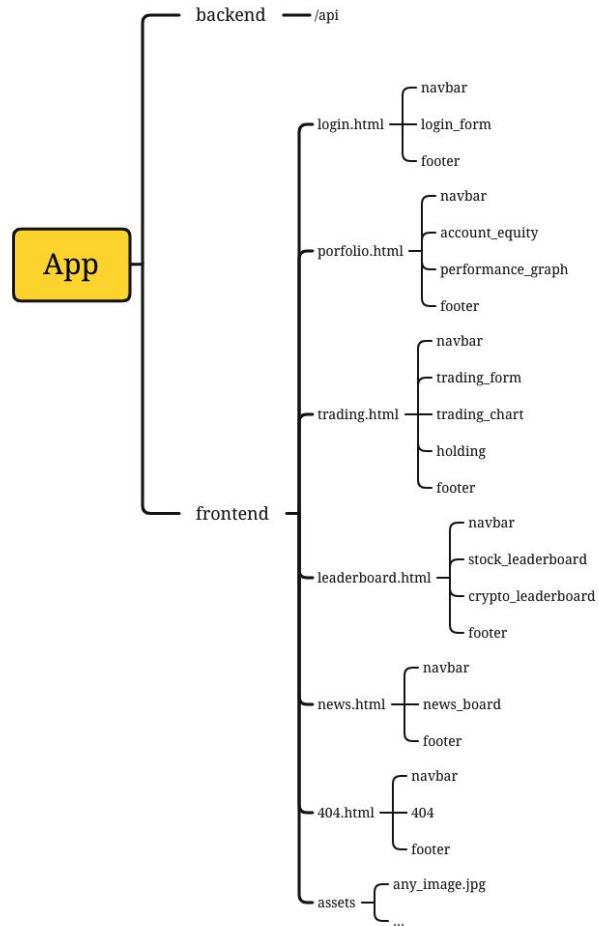 App
backend
/api
frontend
login.html
navbar
login_form
footer
porfolio.html
navbar
account_equity
performance_graph
footer
trading.html
navbar
trading_form
trading_chart
holding
footer
leaderboard.html
navbar
stock_leaderboard
crypto_leaderboard
footer
news.html
navbar
news_board
footer
404.html
navbar
404
footer
assets
any_image.jpg
...